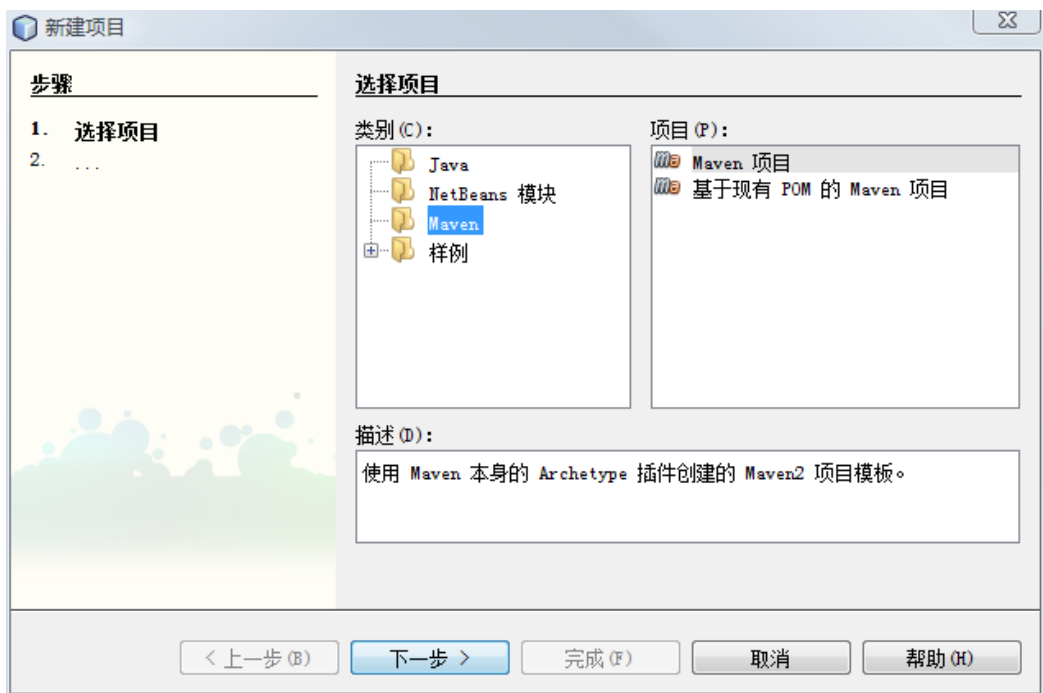 新建项目
步骤
1. 选择项目
2. ...
选择项目
类别(C):
Java
NetBeans 模块
Maven
样例
项目(P):
Maven 项目
基于现有 POM 的 Maven 项目
描述(D):
使用 Maven 本身的 Archetype 插件创建的 Maven2 项目模板。
< 上一步(B)
下一步 >
完成(F)
取消
帮助(H)